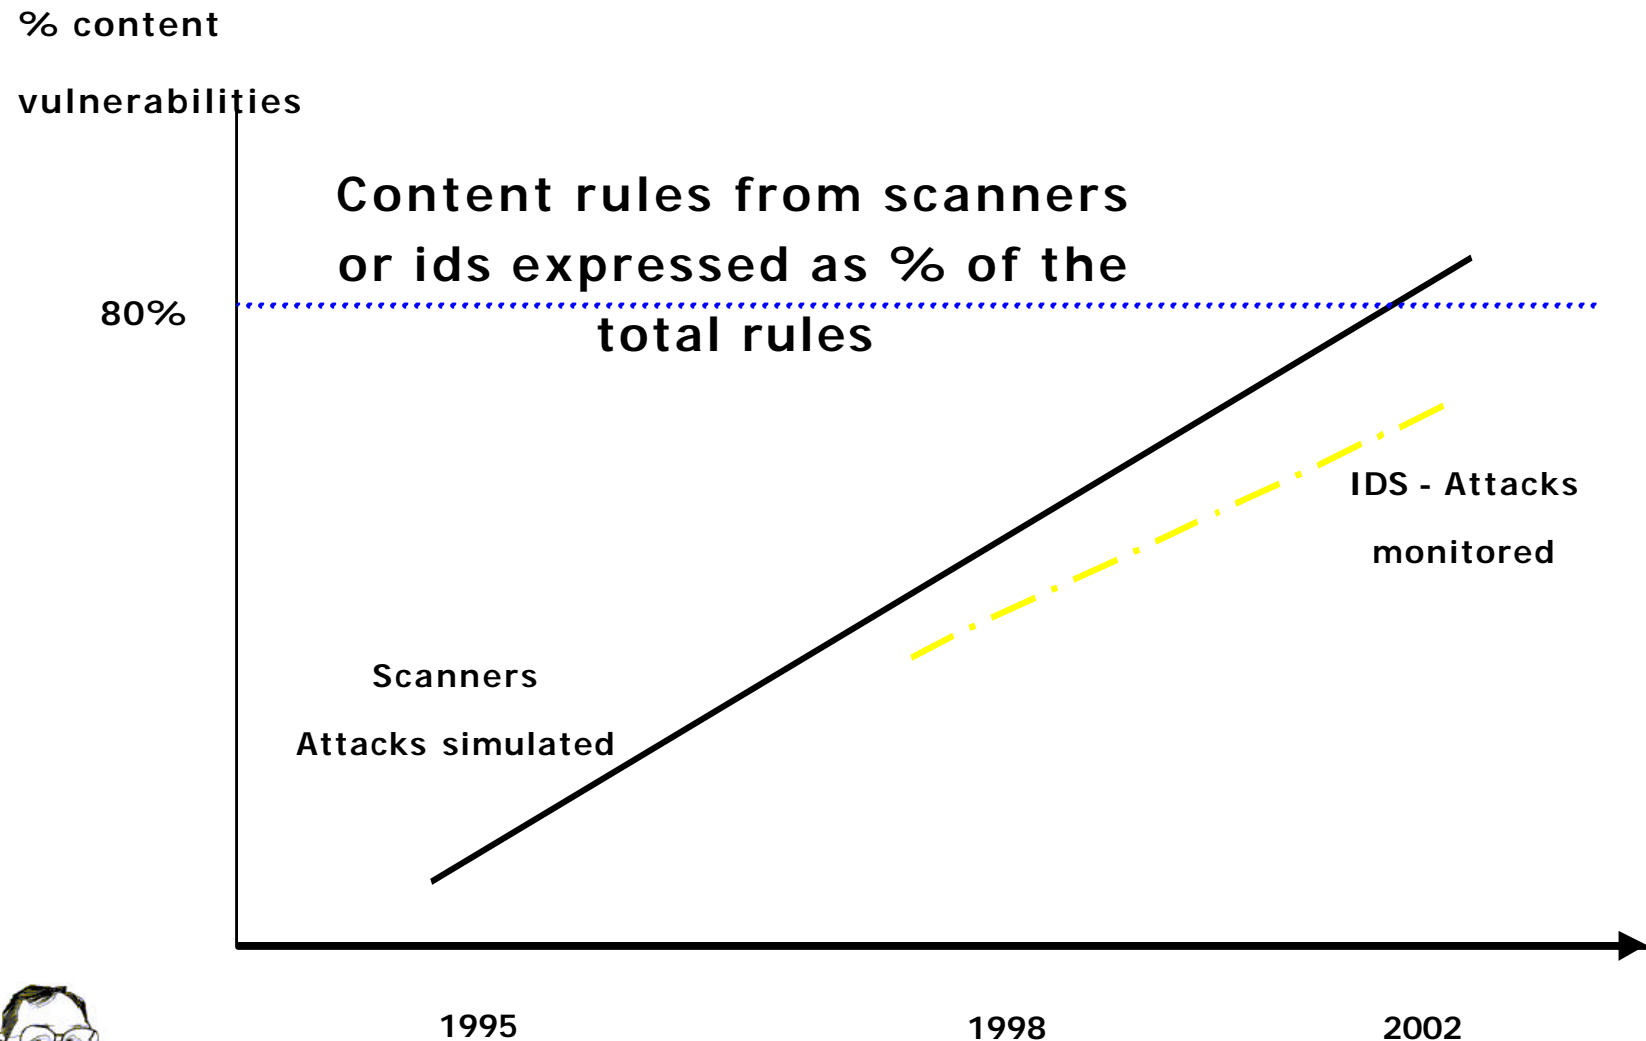 % content
vulnerabilities
Content rules from scanners
or ids expressed as % of the
total rules
80%
IDS - Attacks
monitored
Scanners
Attacks simulated
1995
1998
2002